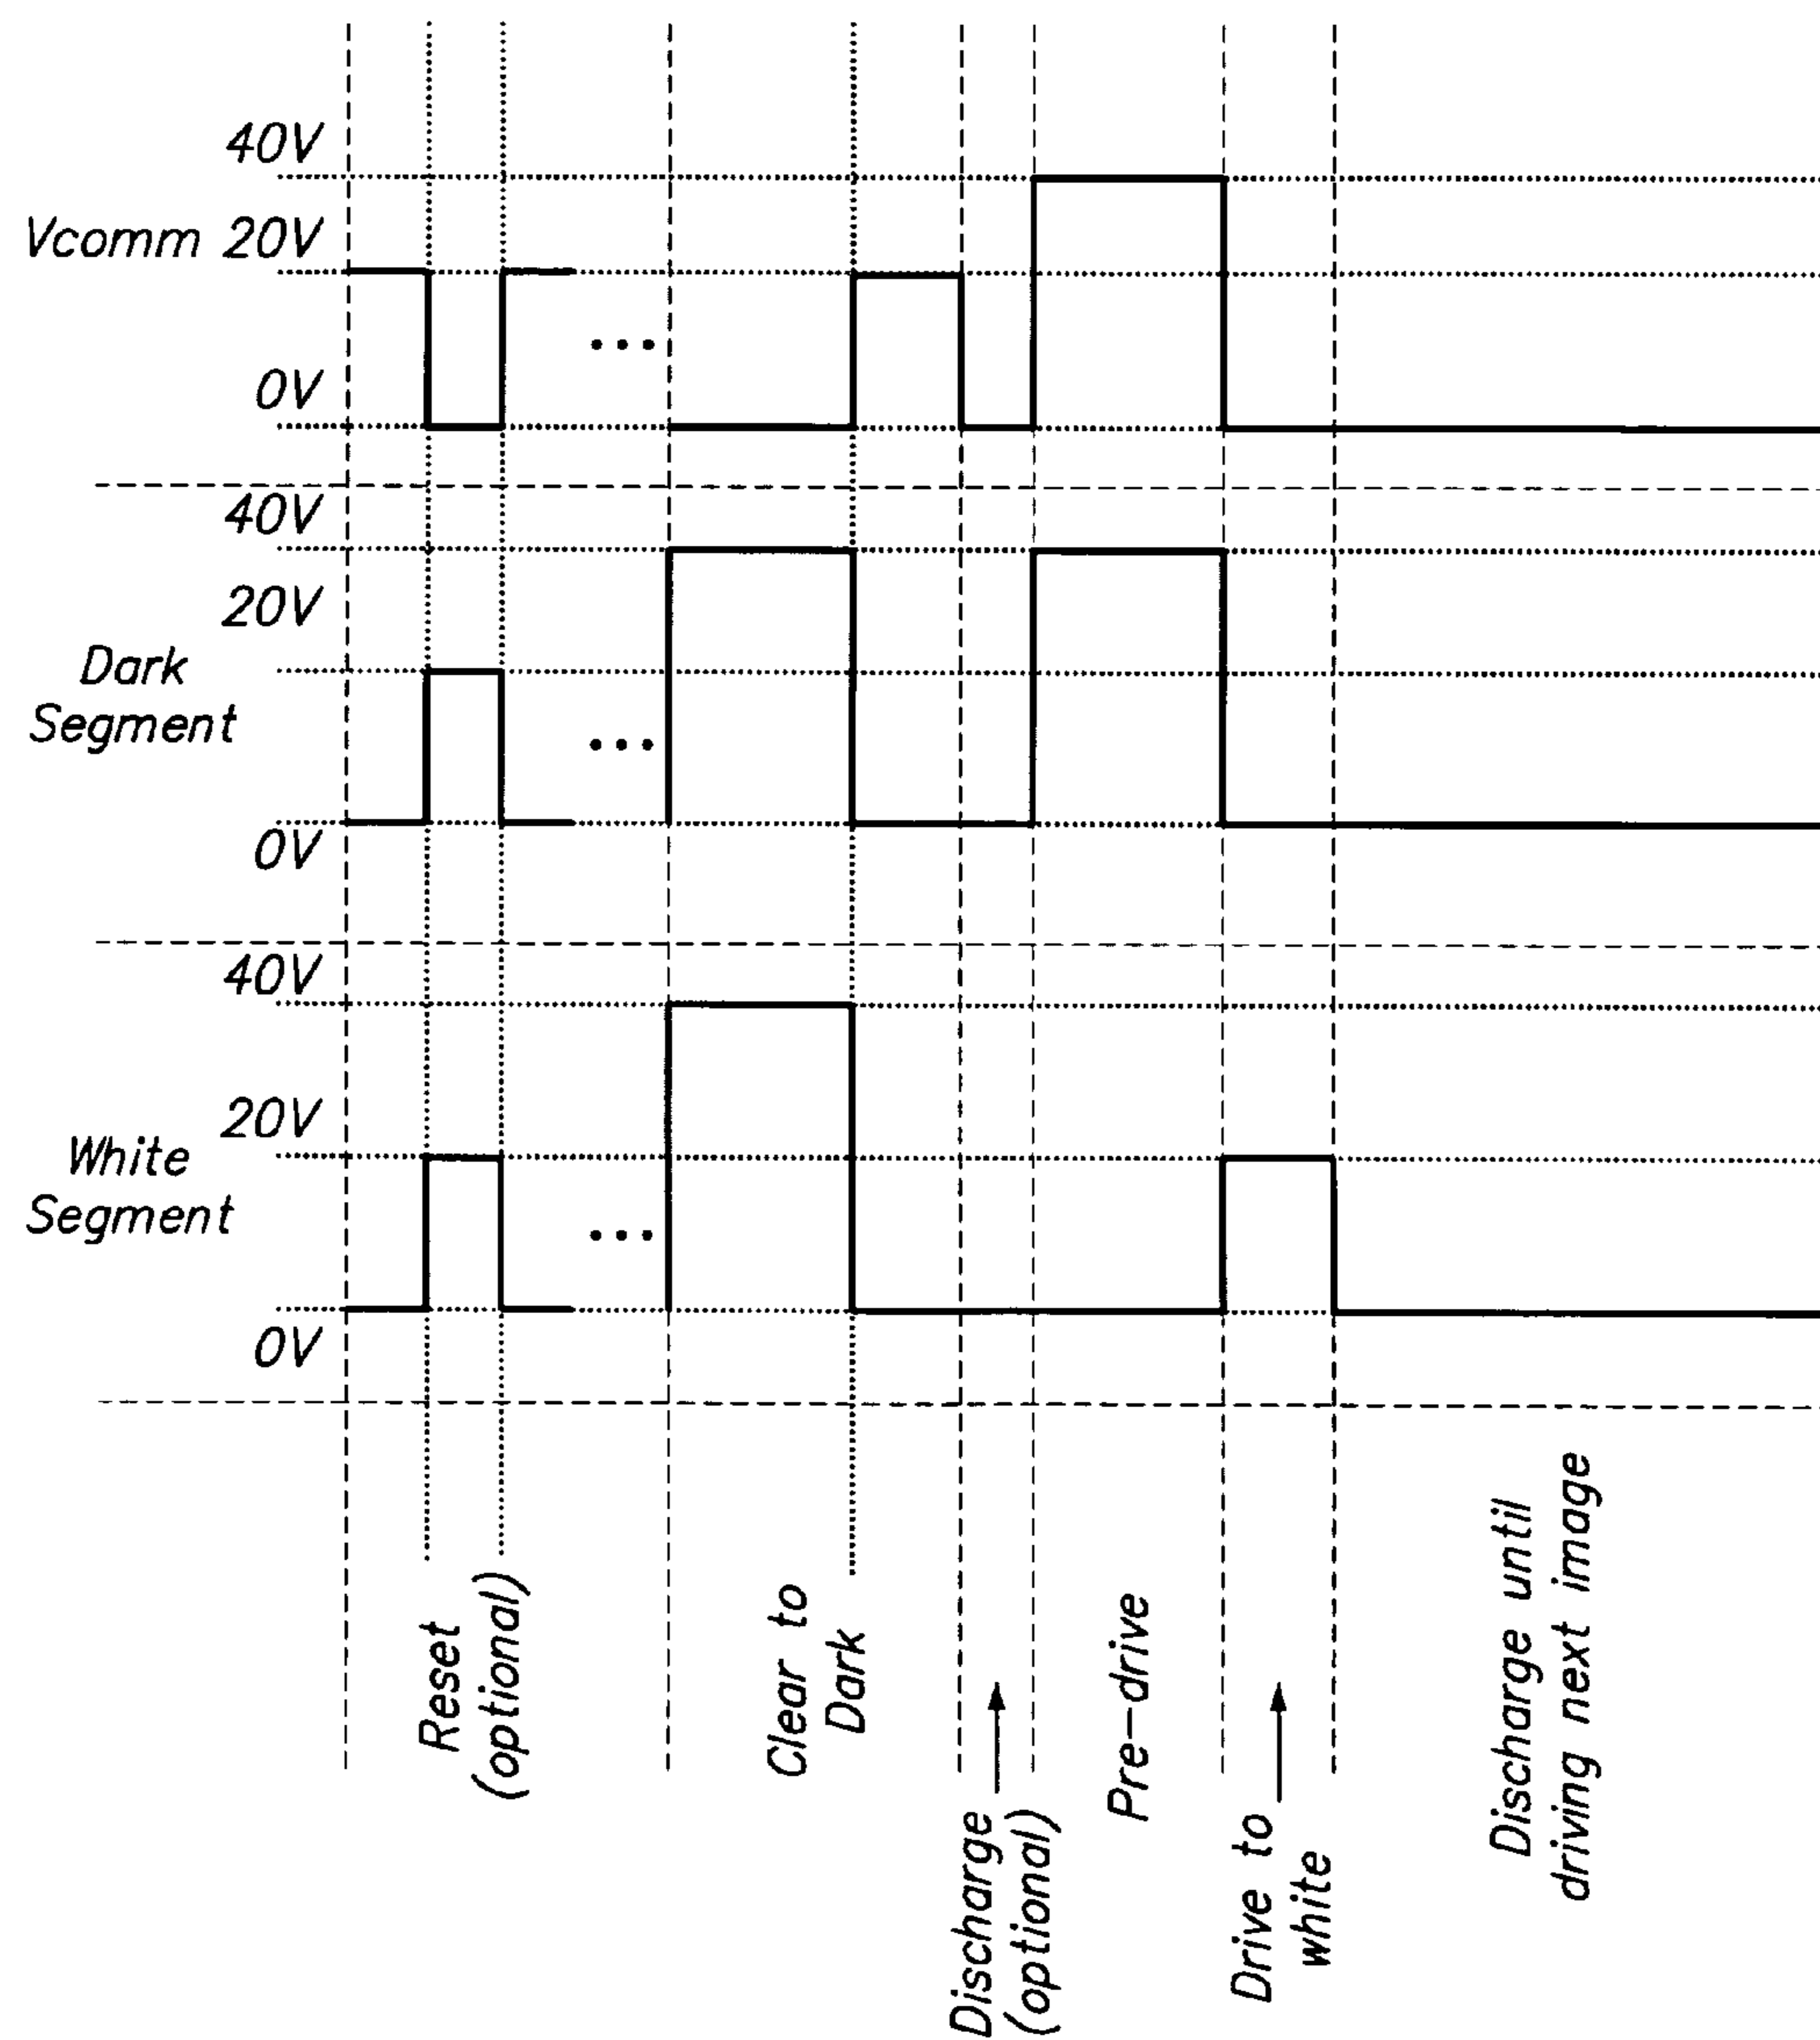 40V
Vcomm 20V
0V
40V
20V
Dark
Segment
0V
40V
20V
White
Segment
0V
Reset
(optional)
Clear to
Dark
Discharge
(optional)
Pre-drive
Drive to
white
Discharge until
driving next image